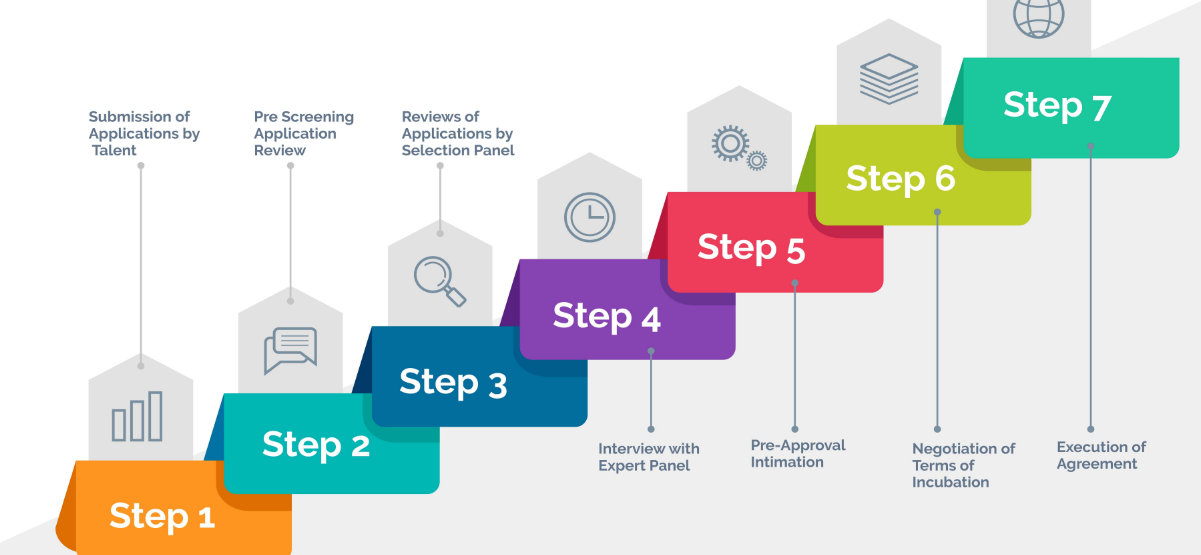 Submission of
Applications by
Talent
Pre Screening
Application
Review
Reviews of
Applications by
Selection Panel
Step 1
Step 2
Step 3
Step 4
Step 5
Step 6
Step 7
Interview with
Expert Panel
Pre-Approval
Intimation
Negotiation of
Terms of
Incubation
Execution of
Agreement